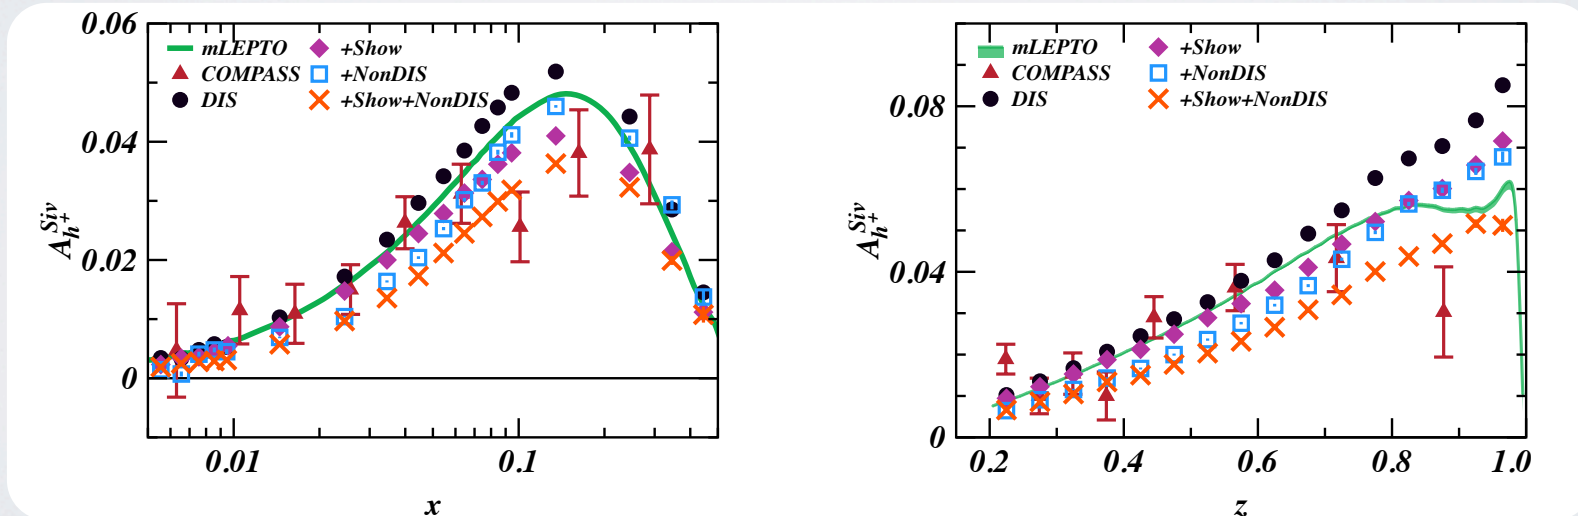 0.06
mLEPTO
+Show
COMPASS
+NonDIS
DIS
+Show+NonDIS
0.04
0.02
0
A_{h^+}^{Siv}
0.01
0.1
x
mLEPTO
+Show
COMPASS
+NonDIS
DIS
+Show+NonDIS
0.08
0.04
0
A_{h^+}^{Siv}
0.2
0.4
0.6
0.8
1.0
z